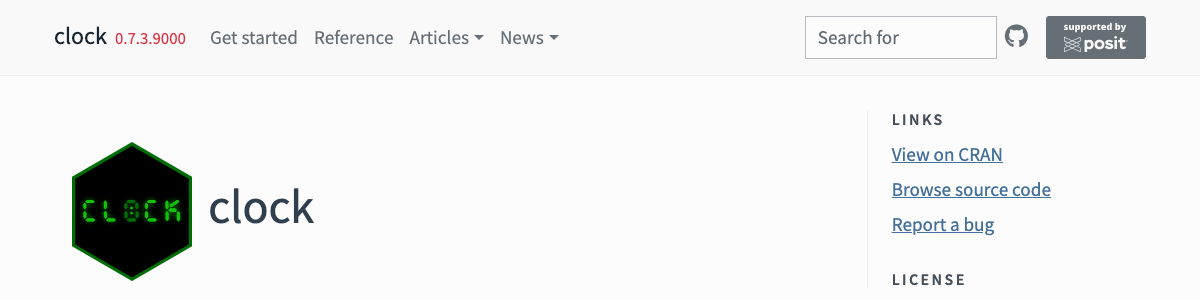 clock 0.7.3.9000 Get started Reference Articles News Search for supported by posit
LINKS
View on CRAN
Browse source code
Report a bug
CLOCK clock
LICENSE